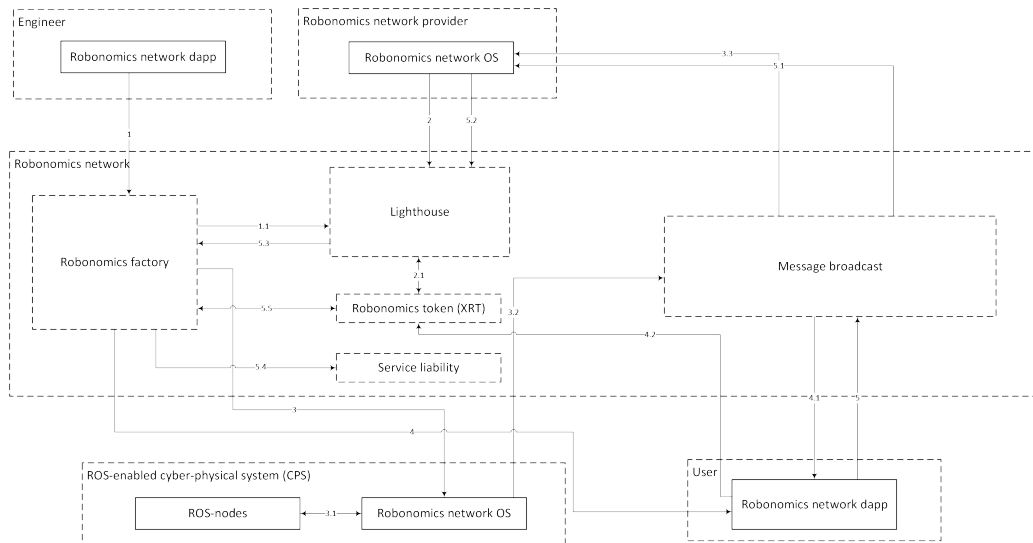 Engineer
Robonomics network dapp
Robonomics network provider
Robonomics network OS
3.3
5.1
1
2
5.2
Robonomics network
Lighthouse
Robonomics factory
1.1
5.3
2.1
Message broadcast
5.5
Robonomics token (XRT)
3.2
4.2
5.4
Service liability
4.1
5
3
4
ROS-enabled cyber-physical system (CPS)
User
ROS-nodes
3.1
Robonomics network OS
Robonomics network dapp